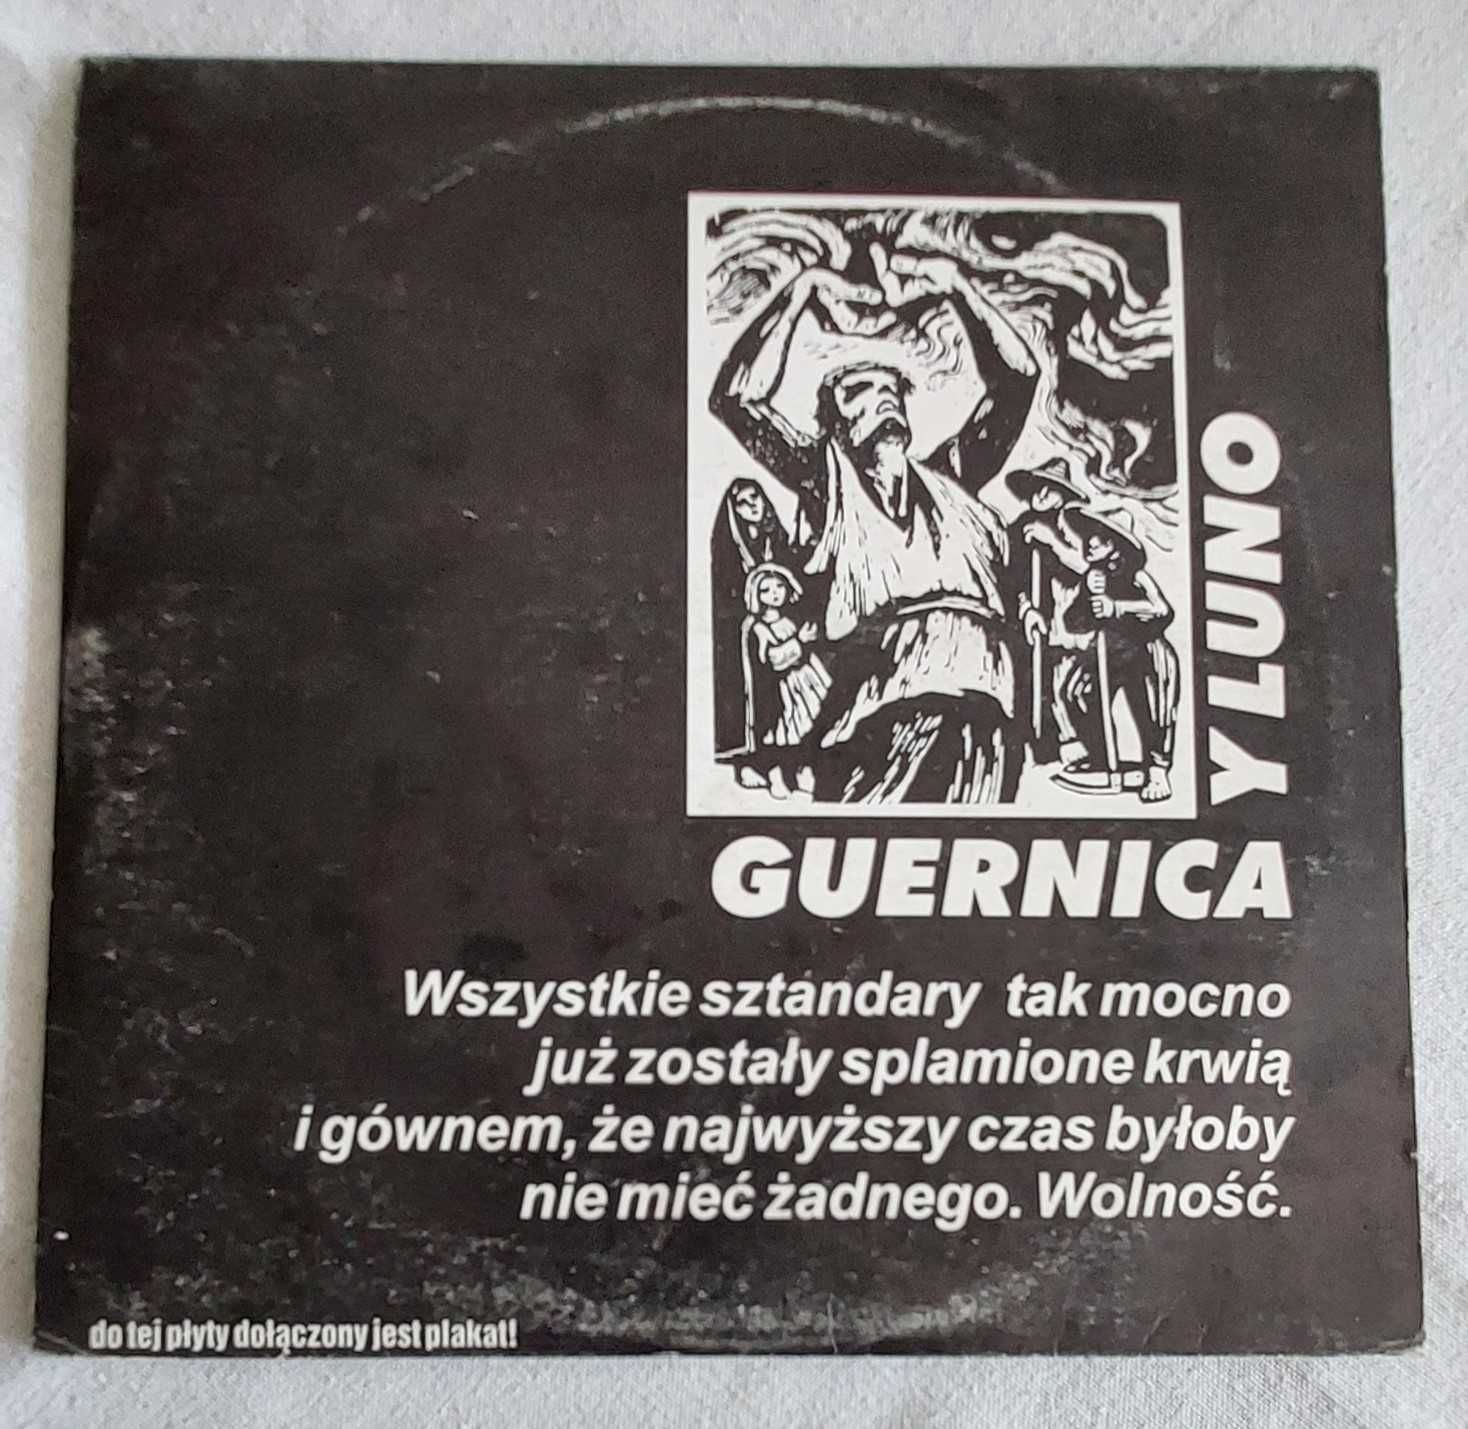 GUERNICA
Y LUNO
Wszystkie sztandary tak mocno
już zostały splamione krwią
i gównem, że najwyższy czas byłoby
nie mieć żadnego. Wolność.
do tej płyty dołączony jest plakat!